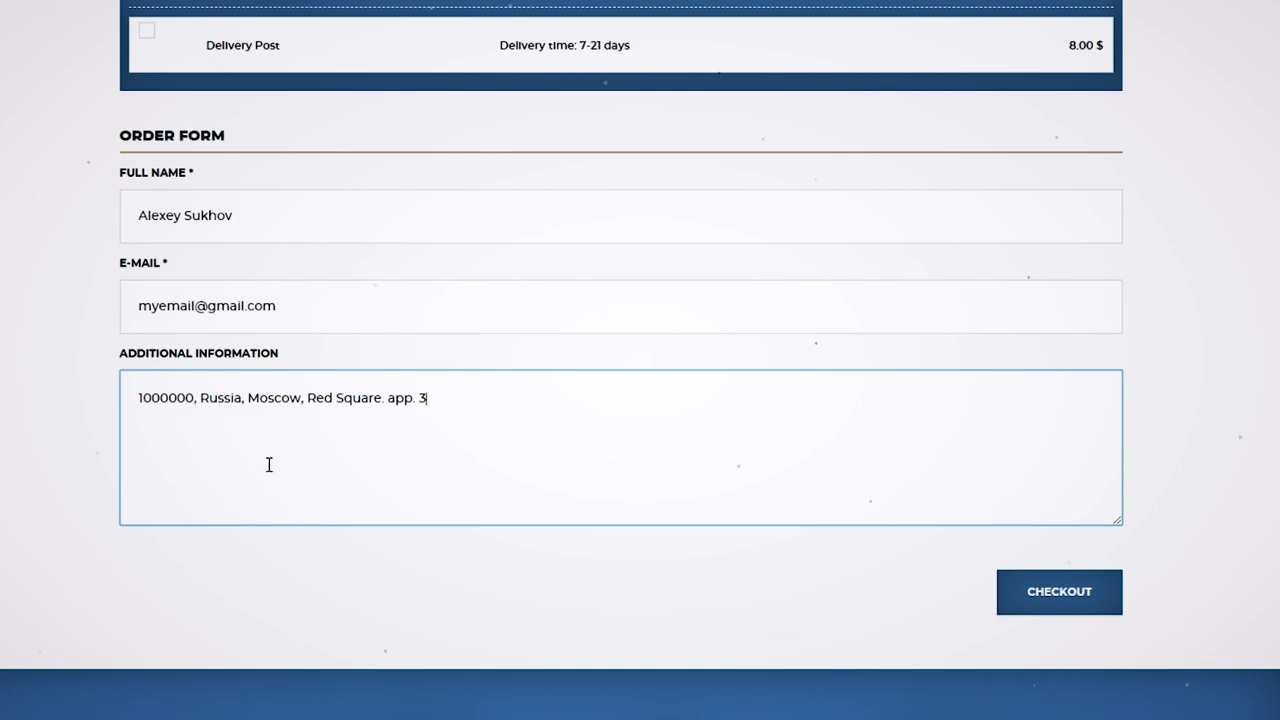 Delivery Post Delivery time: 7-21 days 8.00 $
ORDER FORM
FULL NAME *
Alexey Sukhov
E-MAIL *
myemail@gmail.com
ADDITIONAL INFORMATION
1000000, Russia, Moscow, Red Square. app. 3
CHECKOUT